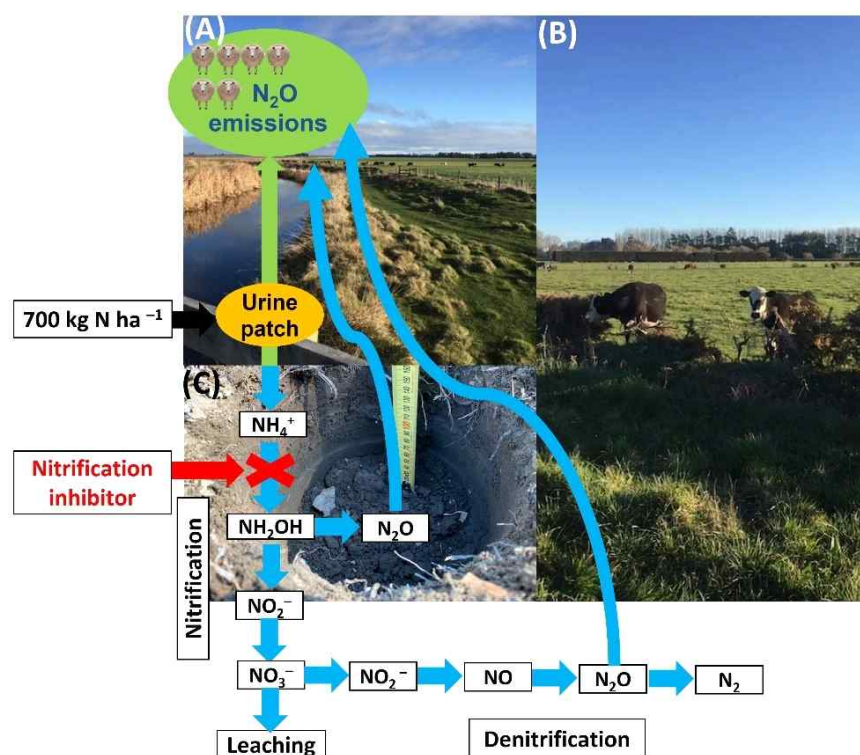 (A)
(B)
N₂O
emissions
Urine
patch
700 kg N ha ⁻¹
(C)
NH₄⁺
Nitrification
inhibitor
NH₂OH
N₂O
Nitrification
NO₂⁻
NO₃⁻
NO₂⁻
NO
N₂O
N₂
Leaching
Denitrification